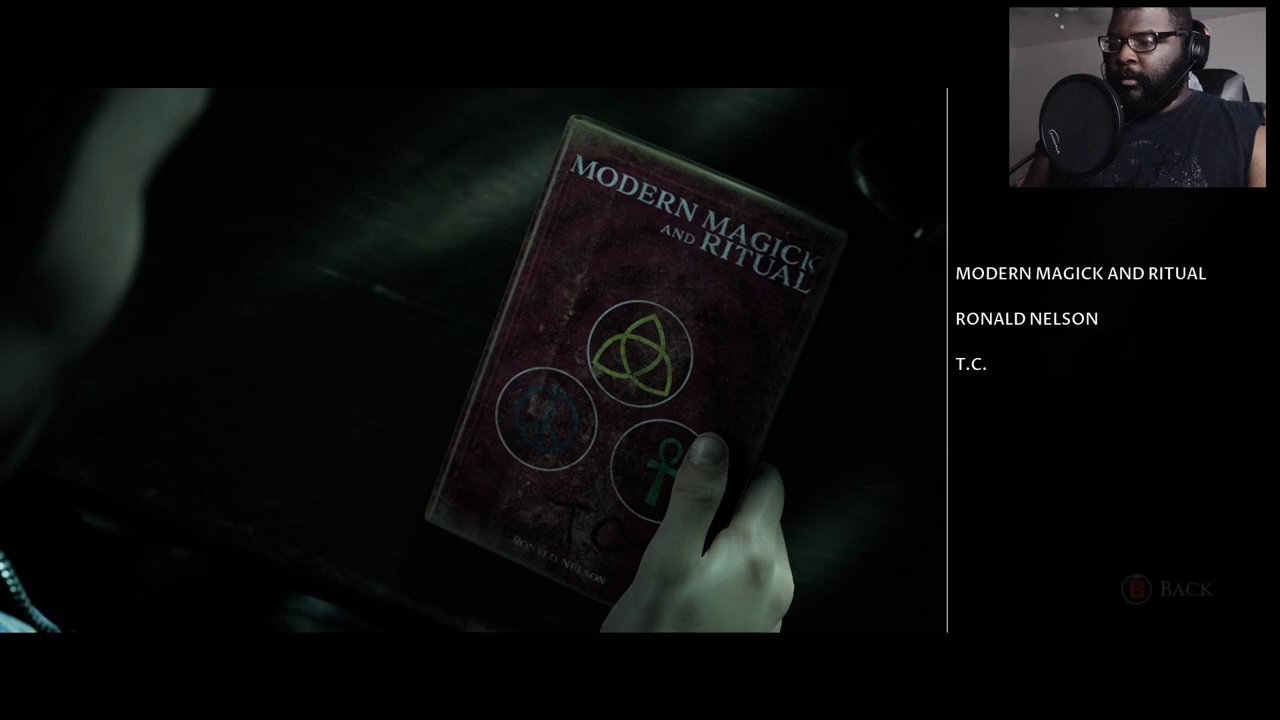 MODERN MAGICK
AND RITUAL
T.C.
RONALD NELSON
MODERN MAGICK AND RITUAL
RONALD NELSON
T.C.
B BACK